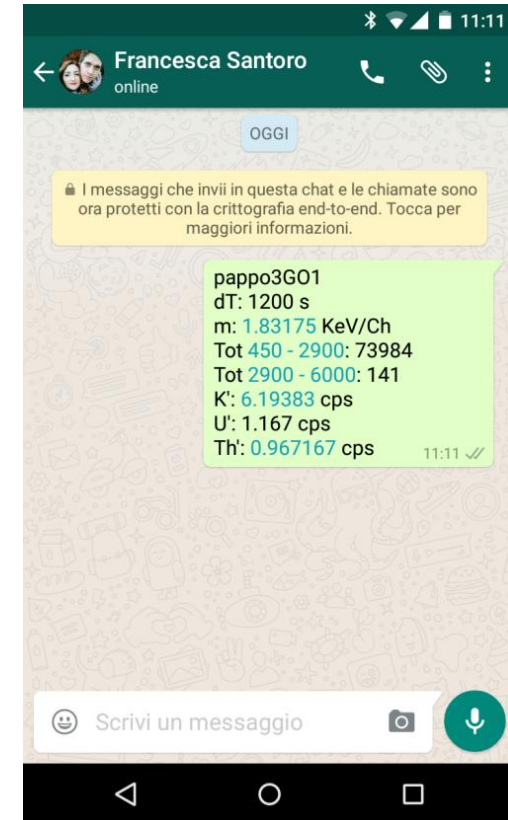 11:11
Francesca Santoro
online
OGGI
I messaggi che invii in questa chat e le chiamate sono
ora protetti con la crittografia end-to-end. Tocca per
maggiori informazioni.
pappo3GO1
dT: 1200 s
m: 1.83175 KeV/Ch
Tot 450 - 2900: 73984
Tot 2900 - 6000: 141
K': 6.19383 cps
U': 1.167 cps
Th': 0.967167 cps
11:11
Scrivi un messaggio